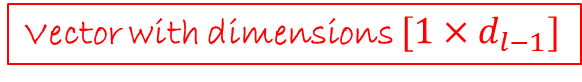 Vector with dimensions [1 × d_{l−1}]